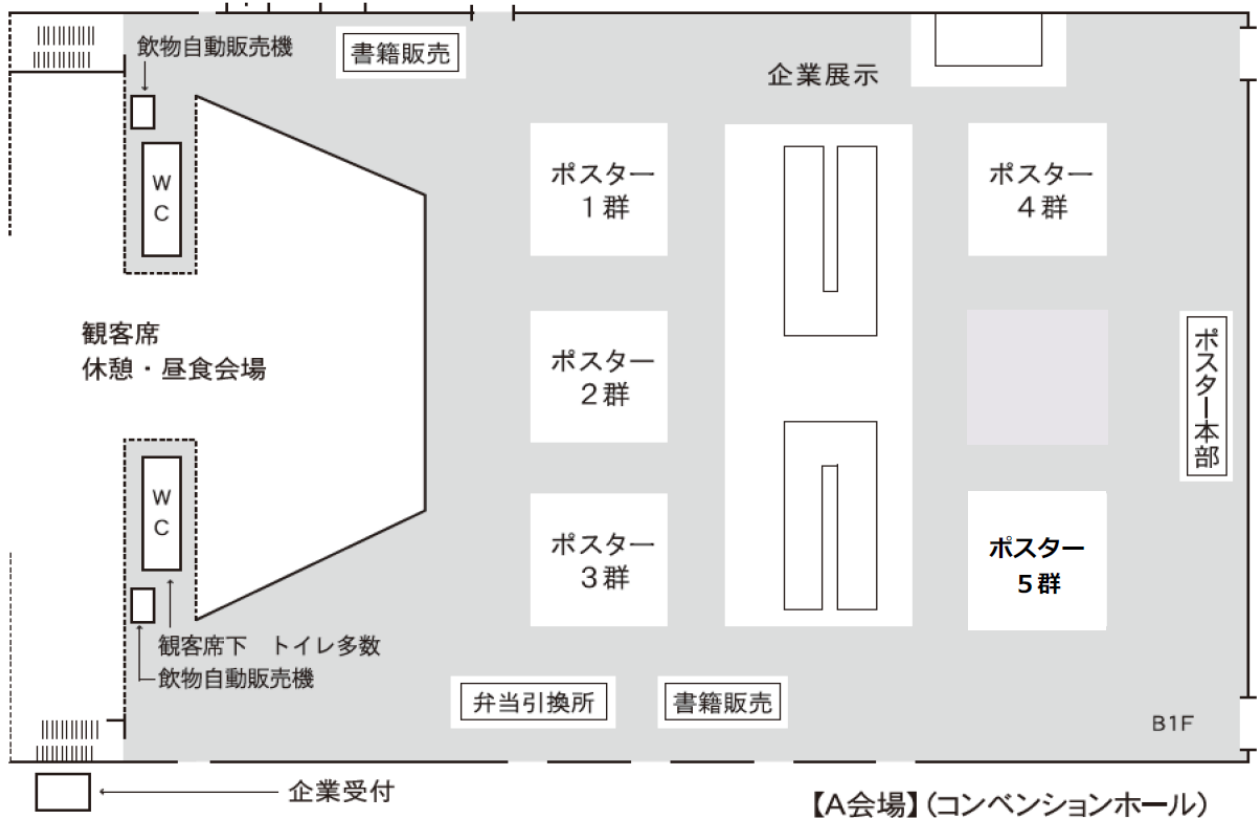 飲物自動販売機
書籍販売
企業展示
WC
ポスター
1群
ポスター
4群
観客席
休憩・昼食会場
ポスター
2群
ポスター本部
WC
ポスター
3群
ポスター
5群
観客席下 トイレ多数
飲物自動販売機
弁当引換所
書籍販売
B1F
企業受付
【A会場】(コンベンションホール)